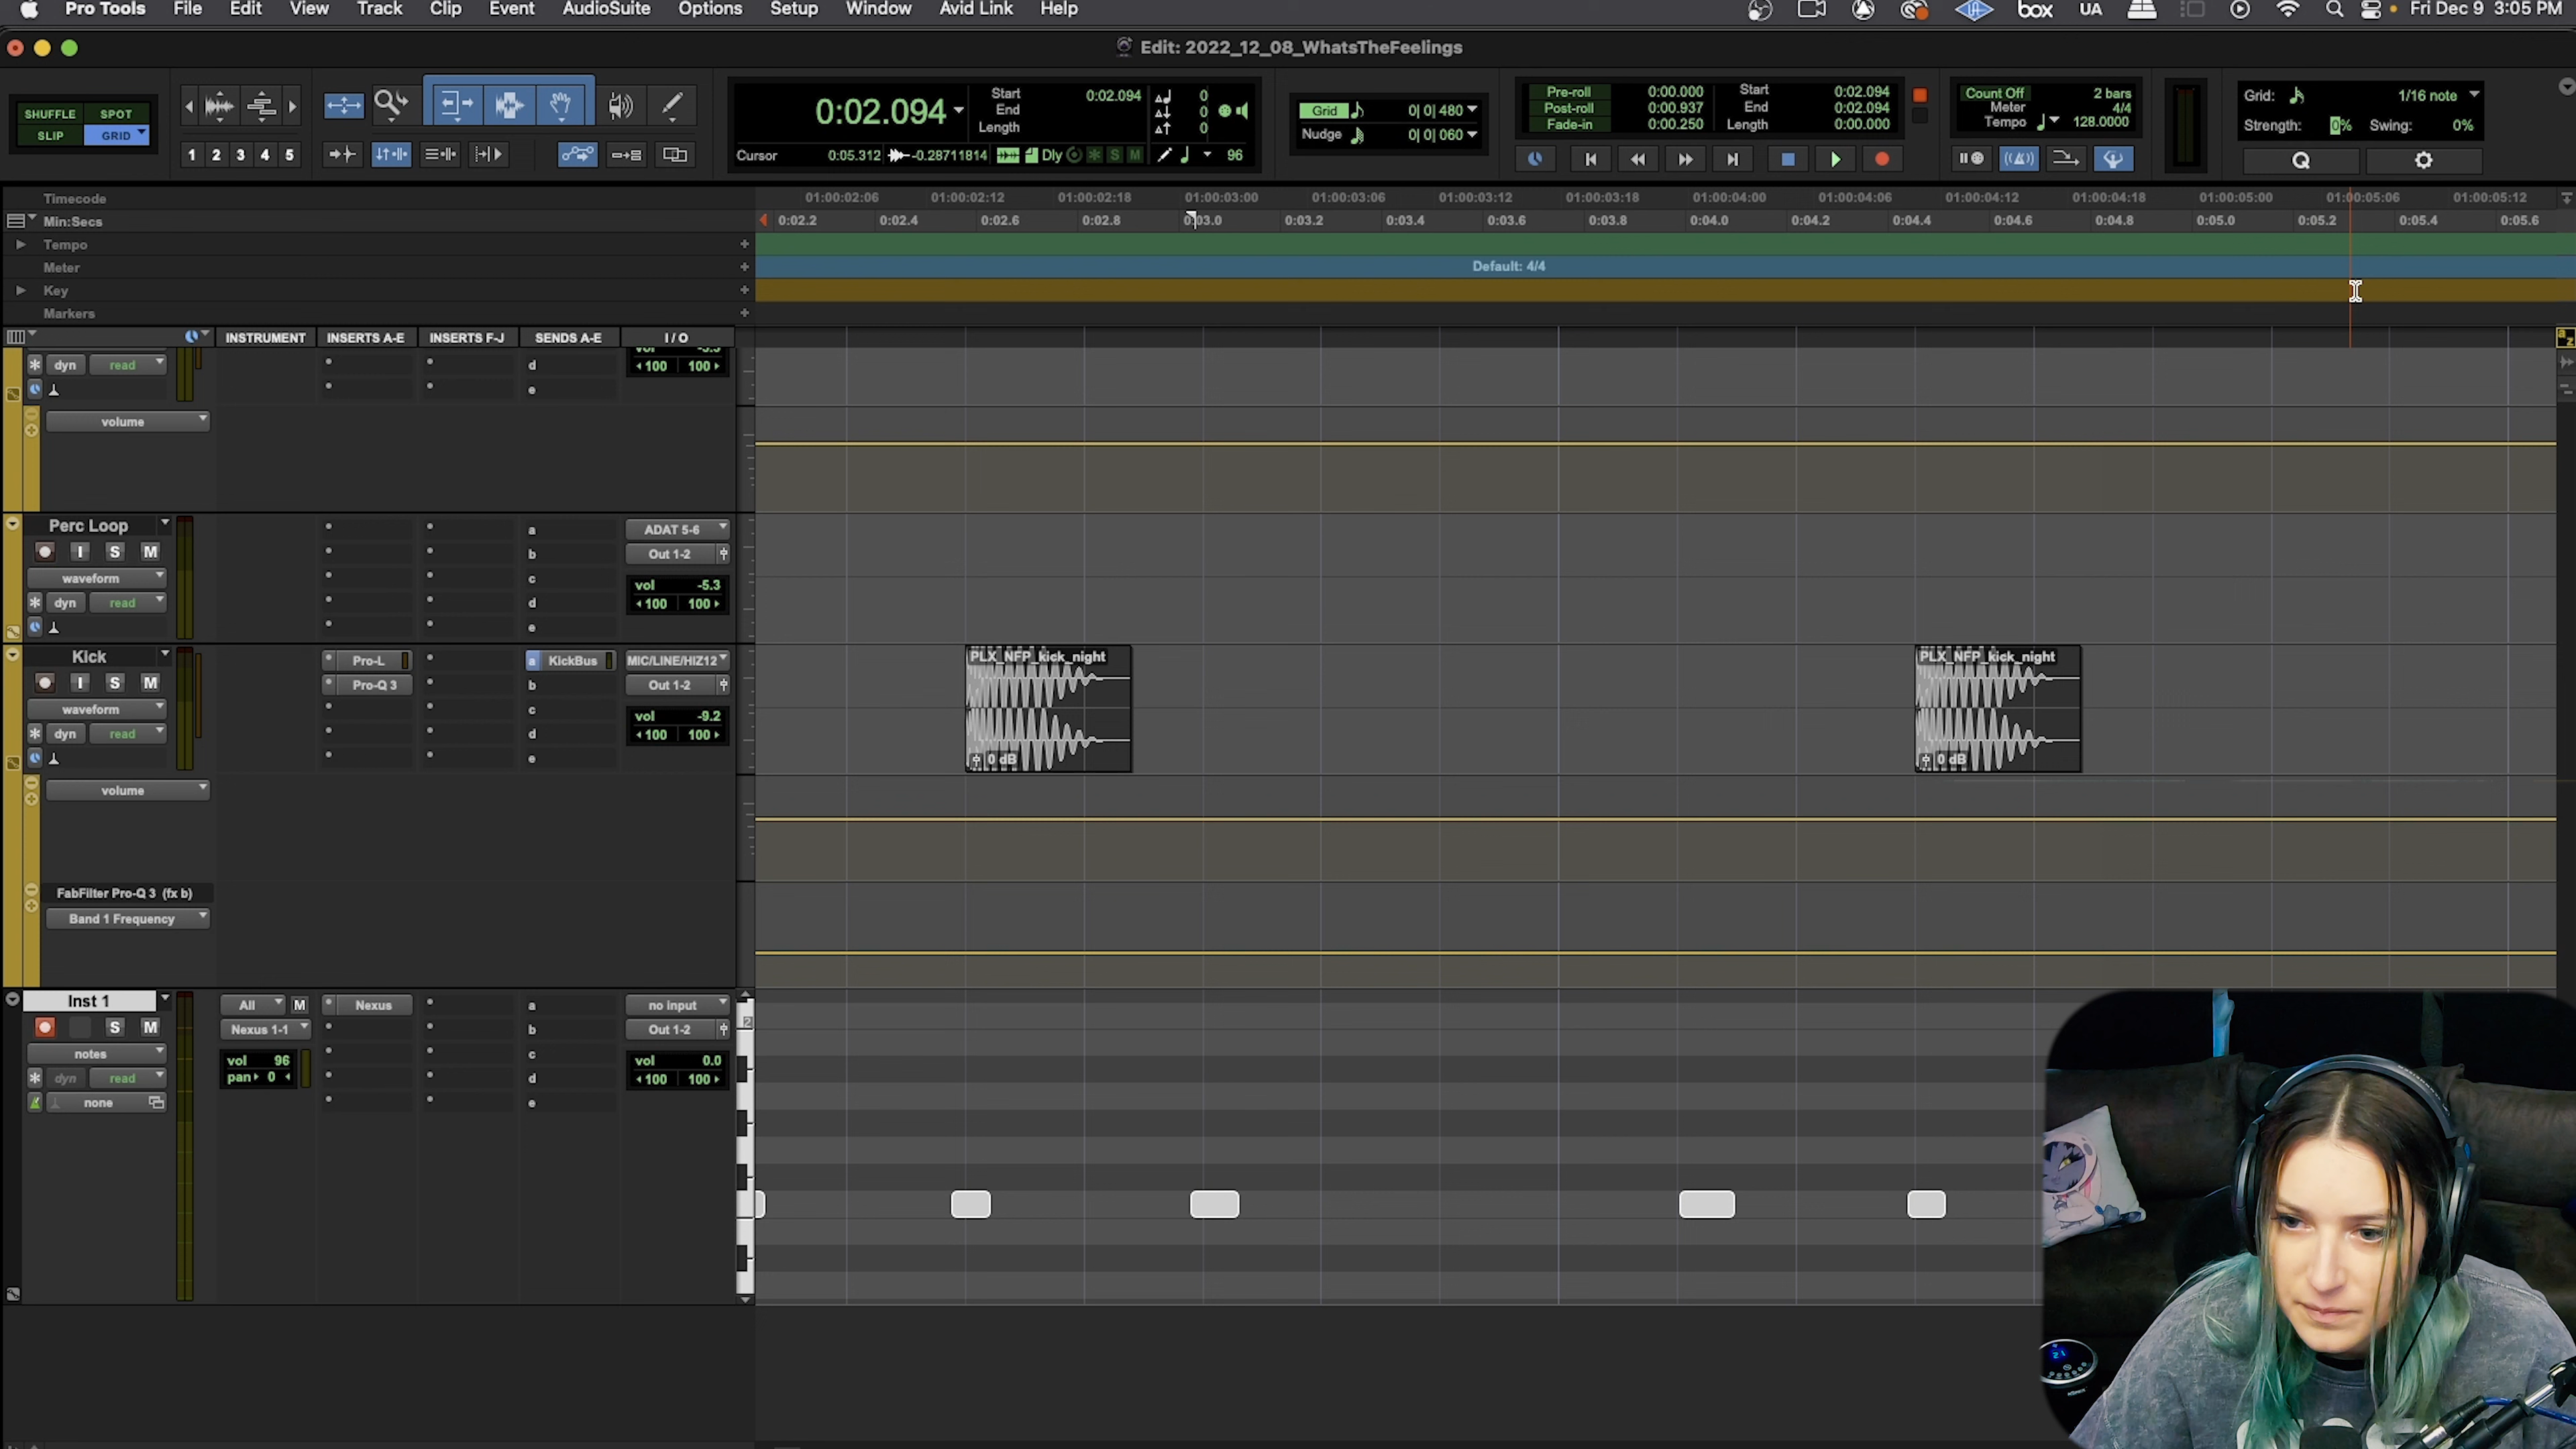 Pro Tools File Edit View Track Clip Event AudioSuite Options Setup Window Avid Link Help box UA Fri Dec 9 3:05 PM
Edit: 2022_12_08_WhatsTheFeelings
SHUFFLE SPOT
SLIP GRID
1 2 3 4 5
0:02.094
Start 0:02.094
End
Length
0
0
0
Cursor 0:05.312 -0.28711814 Dly S M 96
Grid 0| 0| 480
Nudge 0| 0| 060
Pre-roll 0:00.000
Post-roll 0:00.937
Fade-in 0:00.250
Start 0:02.094
End 0:02.094
Length 0:00.000
Count Off 2 bars
Meter 4/4
Tempo 128.0000
Grid: 1/16 note
Strength: 0% Swing: 0%
Q
Timecode 01:00:02:06 01:00:02:12 01:00:02:18 01:00:03:00 01:00:03:06 01:00:03:12 01:00:03:18 01:00:04:00 01:00:04:06 01:00:04:12 01:00:04:18 01:00:05:00 01:00:05:06 01:00:05:12
Min:Secs 0:02.2 0:02.4 0:02.6 0:02.8 0:03.0 0:03.2 0:03.4 0:03.6 0:03.8 0:04.0 0:04.2 0:04.4 0:04.6 0:04.8 0:05.0 0:05.2 0:05.4 0:05.6
Tempo
Meter Default: 4/4
Key
Markers
INSTRUMENT INSERTS A-E INSERTS F-J SENDS A-E I / O
a z
dyn read d 100 100
e
volume
Perc Loop a ADAT 5-6
I S M b Out 1-2
waveform c vol -5.3
dyn read d 100 100
e
Kick Pro-L a KickBus MIC/LINE/HIZ12
I S M Pro-Q 3 b Out 1-2
waveform c vol -9.2
dyn read d 100 100
e
PLX_NFP_kick_night
0 dB
PLX_NFP_kick_night
0 dB
volume
FabFilter Pro-Q 3 (fx b)
Band 1 Frequency
Inst 1 All M Nexus a no input
S M Nexus 1-1 b Out 1-2
notes vol 96 c vol 0.0
dyn read pan 0 d 100 100
none e
2